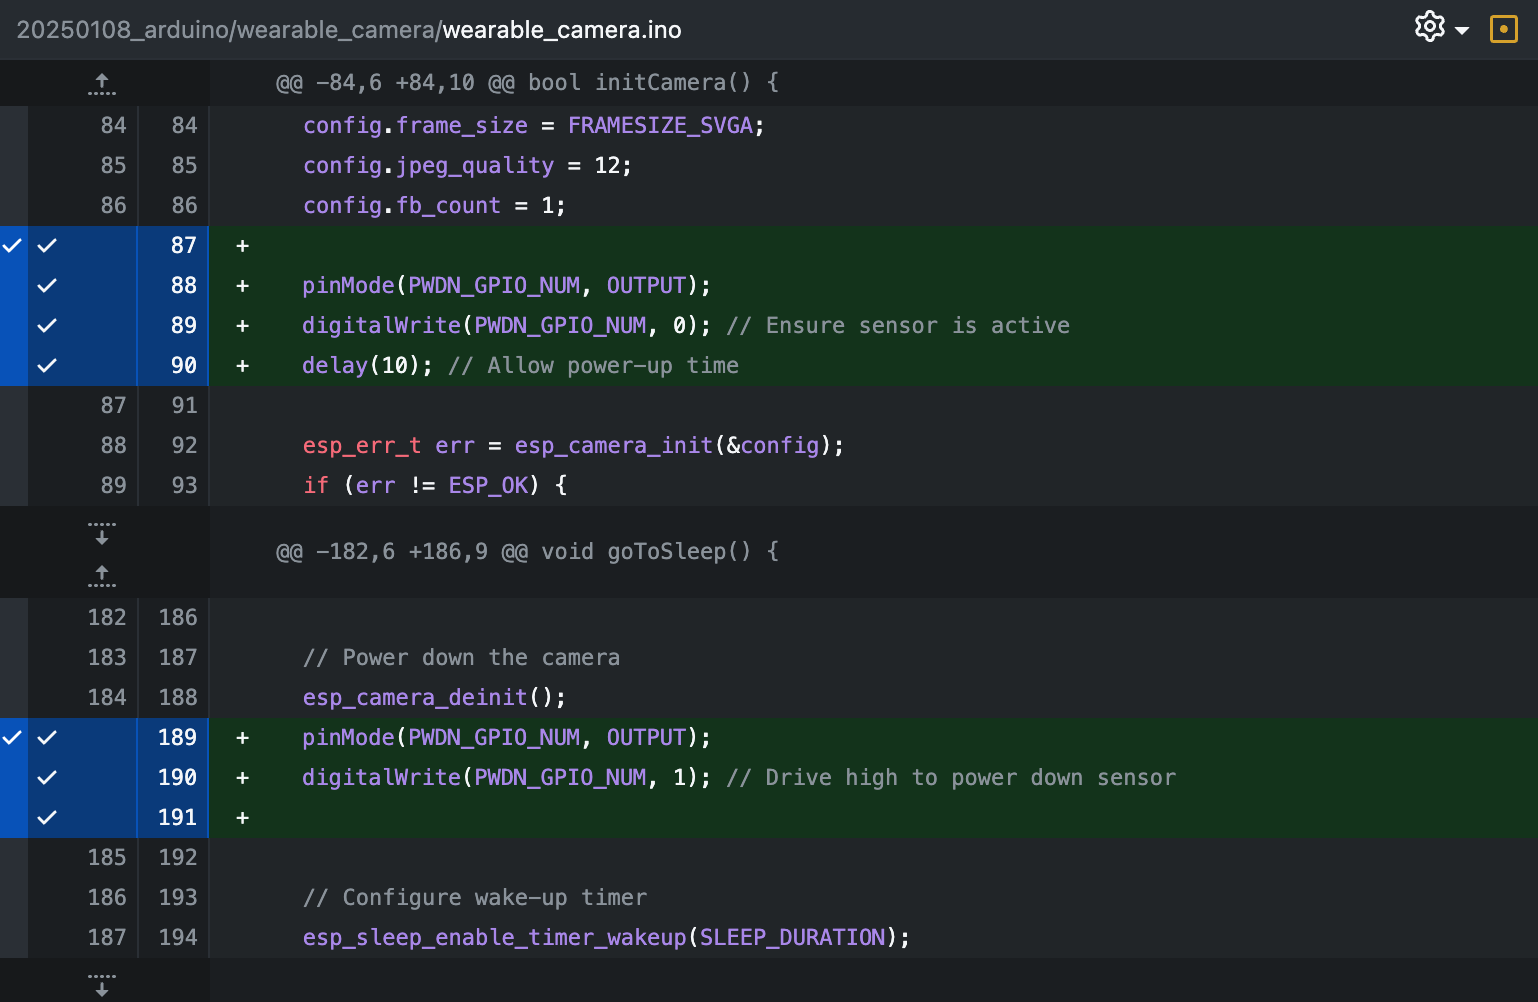 20250108_arduino/wearable_camera/wearable_camera.ino
@@ -84,6 +84,10 @@ bool initCamera() {
84 84 config.frame_size = FRAMESIZE_SVGA;
85 85 config.jpeg_quality = 12;
86 86 config.fb_count = 1;
87 +
88 + pinMode(PWDN_GPIO_NUM, OUTPUT);
89 + digitalWrite(PWDN_GPIO_NUM, 0); // Ensure sensor is active
90 + delay(10); // Allow power-up time
87 91
88 92 esp_err_t err = esp_camera_init(&config);
89 93 if (err != ESP_OK) {
@@ -182,6 +186,9 @@ void goToSleep() {
182 186
183 187 // Power down the camera
184 188 esp_camera_deinit();
189 + pinMode(PWDN_GPIO_NUM, OUTPUT);
190 + digitalWrite(PWDN_GPIO_NUM, 1); // Drive high to power down sensor
191 +
185 192
186 193 // Configure wake-up timer
187 194 esp_sleep_enable_timer_wakeup(SLEEP_DURATION);